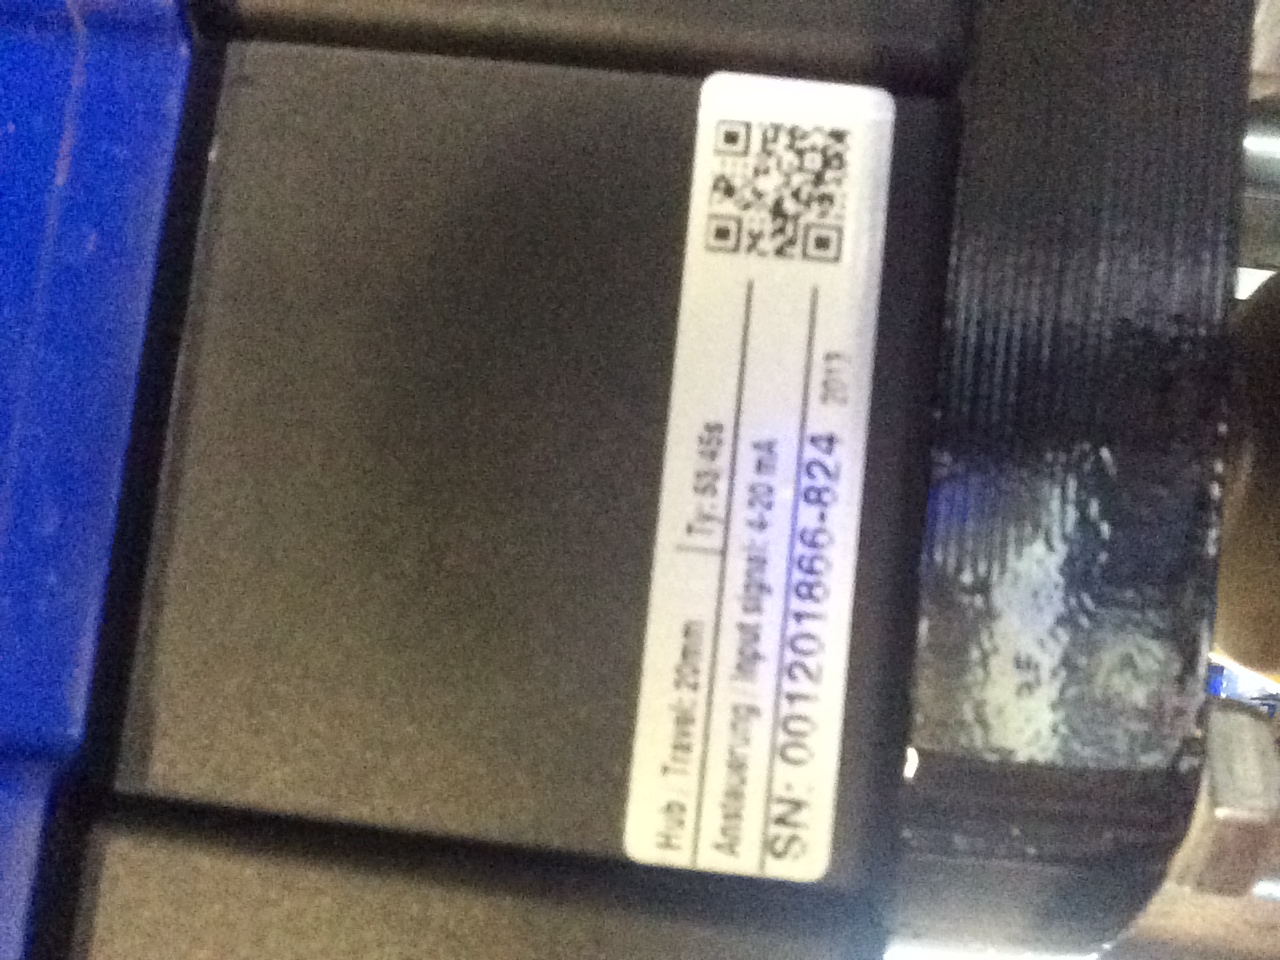 Hub / Travel: 20mm | Ty: 53/45s
Ansteuerung / Input signal: 4-20 mA
SN: 001201866-824 2011